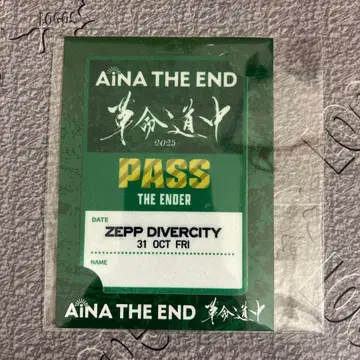 AiNA THE END
革命道中
2025
PASS
THE ENDER
DATE
ZEPP DIVERCITY
31 OCT FRI
NAME
AiNA THE END 革命道中